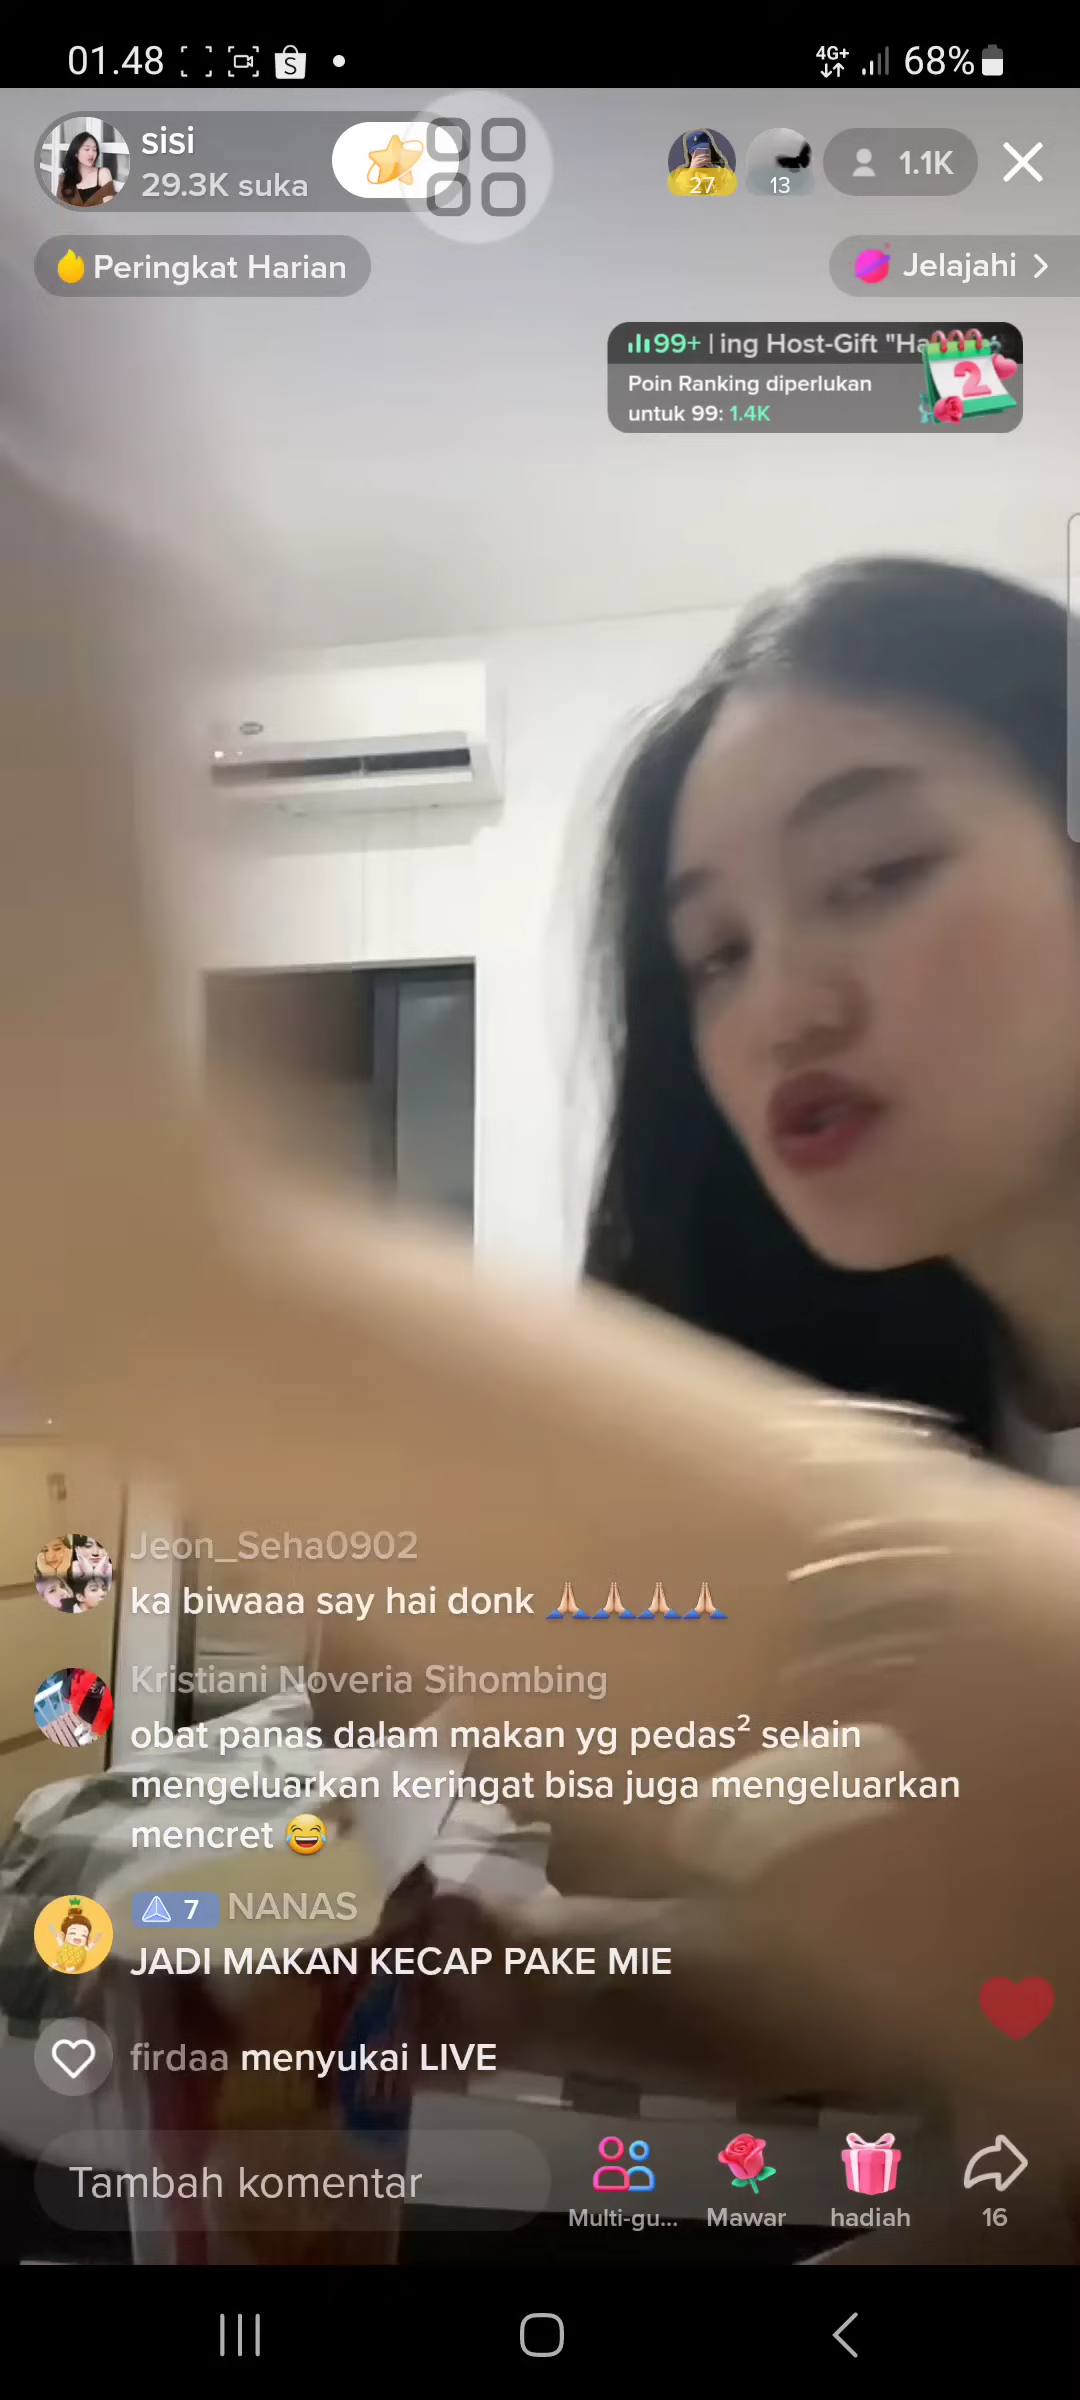 01.48
4G+ 68%
sisi
29.3K suka
27
13
1.1K
Peringkat Harian
Jelajahi
99+ | ing Host-Gift "Ha
Poin Ranking diperlukan
untuk 99: 1.4K
2
Jeon_Seha0902
ka biwaaa say hai donk 🙏🏻🙏🏻🙏🏻🙏🏻
Kristiani Noveria Sihombing
obat panas dalam makan yg pedas² selain
mengeluarkan keringat bisa juga mengeluarkan
mencret 😂
7 NANAS
JADI MAKAN KECAP PAKE MIE
firdaa menyukai LIVE
Tambah komentar
Multi-gu...
Mawar
hadiah
16